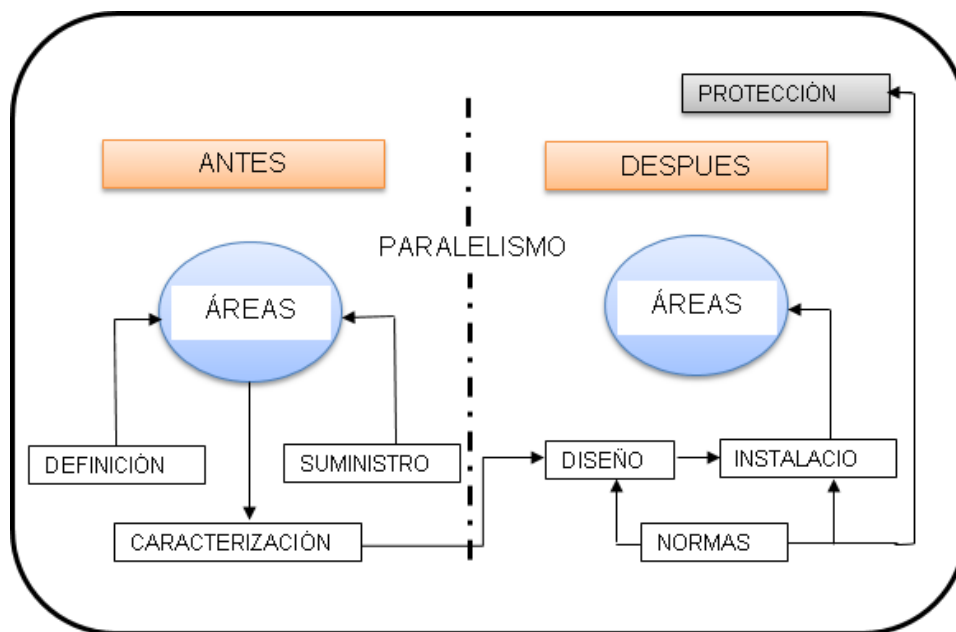 PROTECCIÓN
ANTES
DESPUES
PARALELISMO
ÁREAS
ÁREAS
DEFINICIÓN
SUMINISTRO
DISEÑO
INSTALACIO
CARACTERIZACIÓN
NORMAS